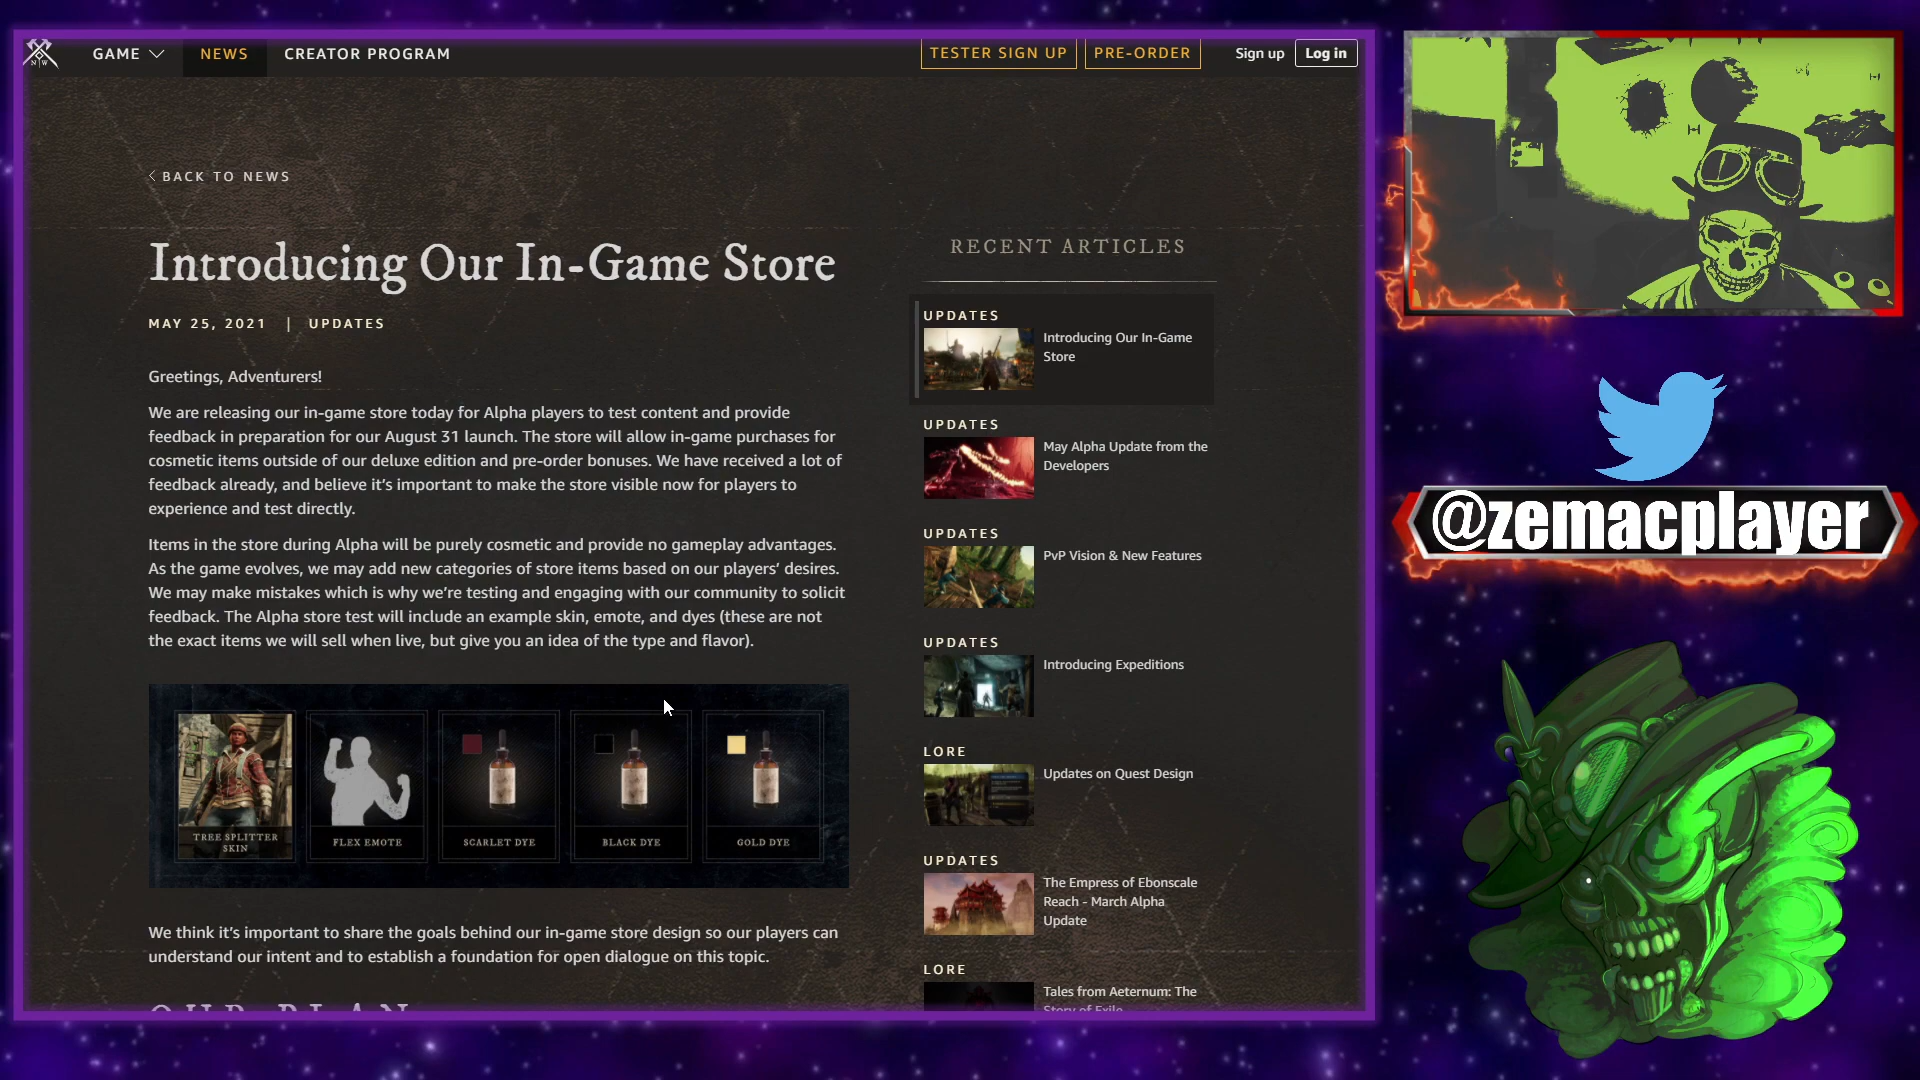 GAME
NEWS
CREATOR PROGRAM
TESTER SIGN UP
PRE-ORDER
Sign up
Log in
N W
BACK TO NEWS
Introducing Our In-Game Store
MAY 25, 2021 | UPDATES
Greetings, Adventurers!
We are releasing our in-game store today for Alpha players to test content and provide
feedback in preparation for our August 31 launch. The store will allow in-game purchases for
cosmetic items outside of our deluxe edition and pre-order bonuses. We have received a lot of
feedback already, and believe it's important to make the store visible now for players to
experience and test directly.
Items in the store during Alpha will be purely cosmetic and provide no gameplay advantages.
As the game evolves, we may add new categories of store items based on our players' desires.
We may make mistakes which is why we're testing and engaging with our community to solicit
feedback. The Alpha store test will include an example skin, emote, and dyes (these are not
the exact items we will sell when live, but give you an idea of the type and flavor).
TREE SPLITTER
SKIN
FLEX EMOTE
SCARLET DYE
BLACK DYE
GOLD DYE
We think it's important to share the goals behind our in-game store design so our players can
understand our intent and to establish a foundation for open dialogue on this topic.
OUR PLAN
RECENT ARTICLES
UPDATES
Introducing Our In-Game
Store
UPDATES
May Alpha Update from the
Developers
UPDATES
PvP Vision & New Features
UPDATES
Introducing Expeditions
LORE
Updates on Quest Design
UPDATES
The Empress of Ebonscale
Reach - March Alpha
Update
LORE
Tales from Aeternum: The
Story of Exile
@zemacplayer